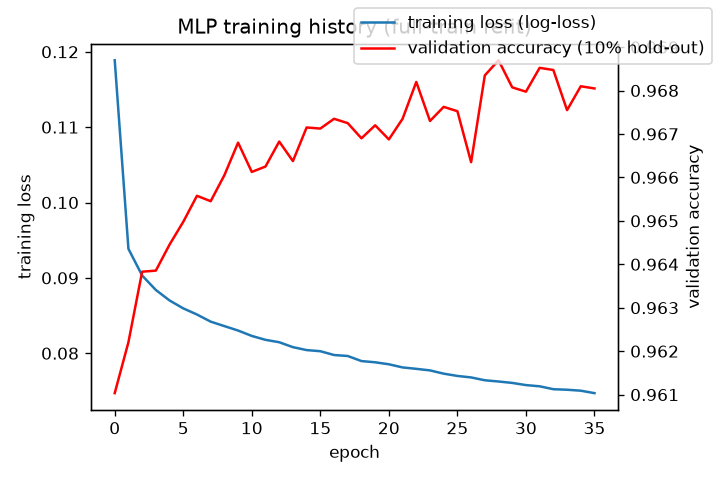 MLP training history (full-train refit)
training loss (log-loss)
validation accuracy (10% hold-out)
0.12
0.11
0.10
0.09
0.08
training loss
0.968
0.967
0.966
0.965
0.964
0.963
0.962
0.961
validation accuracy
0 5 10 15 20 25 30 35
epoch